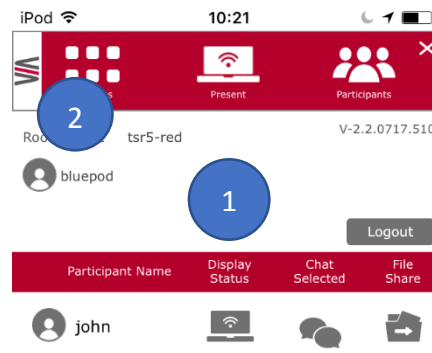 iPod 10:21
Present Participants
2
tsr5-red V-2.2.0717.510
bluepod
1
Logout
Participant Name Display Status Chat Selected File Share
john